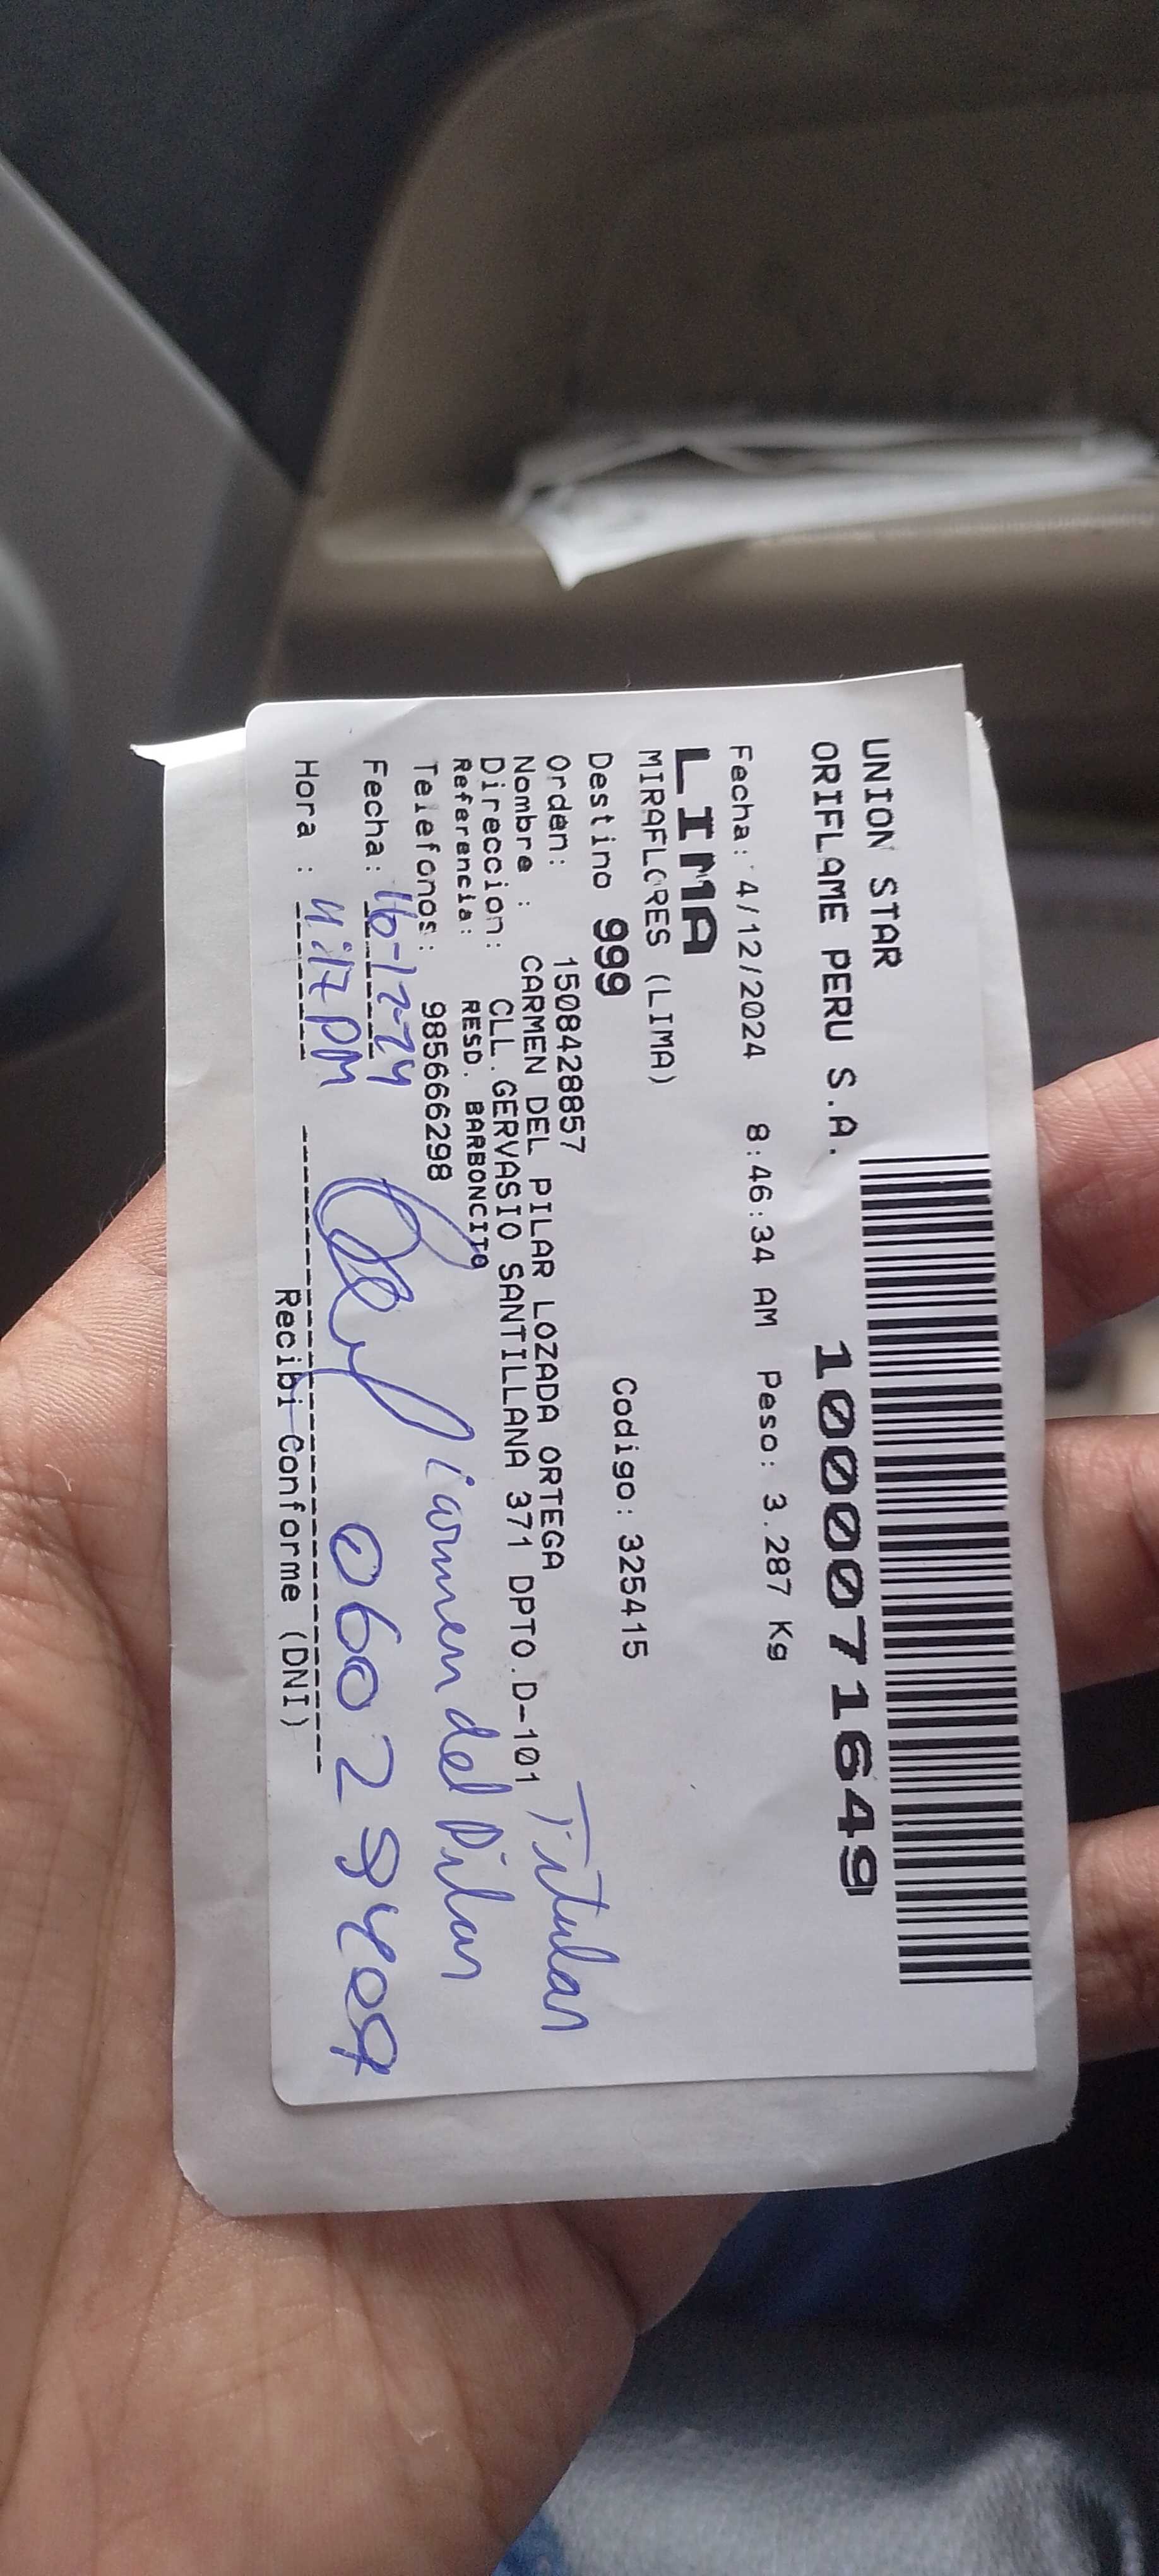 UNION STAR
ORIFLAME PERU S.A.
1000071649
Fecha: 4/12/2024 8:46:34 AM Peso: 3.287 Kg
LIMA
MIRAFLORES (LIMA)
Destino 999 Codigo: 325415
Orden: 1508428857
Nombre : CARMEN DEL PILAR LOZADA ORTEGA
Direccion: CLL. GERVASIO SANTILLANA 371 DPTO.D-101
Titular
Referencia: RESD. BARBONCITO
Telefonos: 985666298
Carmen del Pilar
Fecha: 16-12-24
Hora : 4:17 PM
Recibi Conforme (DNI)